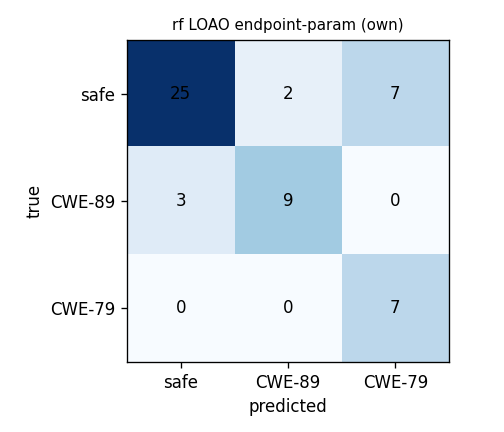 rf LOAO endpoint-param (own)
true
safe 25 2 7
CWE-89 3 9 0
CWE-79 0 0 7
safe CWE-89 CWE-79
predicted